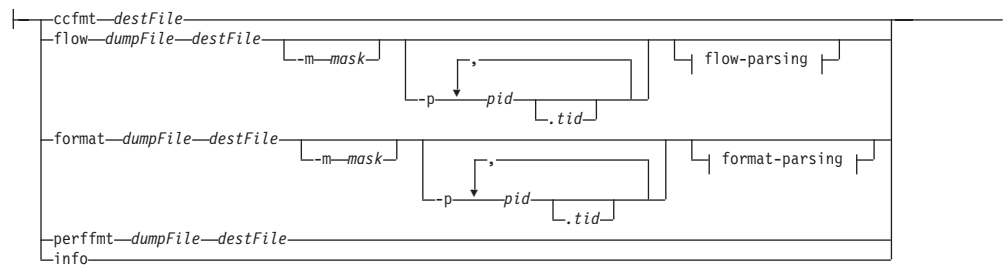 ccfmt destFile
flow dumpFile destFile
-m mask
,
-p pid
.tid
flow-parsing
format dumpFile destFile
-m mask
,
-p pid
.tid
format-parsing
perffmt dumpFile destFile
info